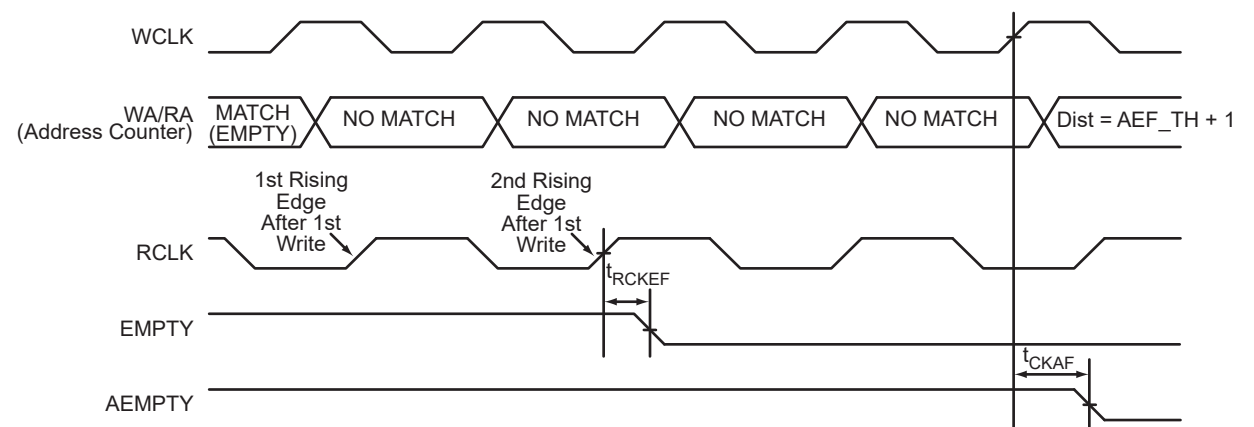 WCLK
WA/RA
(Address Counter)
MATCH
(EMPTY)
NO MATCH
NO MATCH
NO MATCH
NO MATCH
Dist = AEF_TH + 1
1st Rising
Edge
After 1st
Write
2nd Rising
Edge
After 1st
Write
RCLK
tRCKEF
EMPTY
tCKAF
AEMPTY